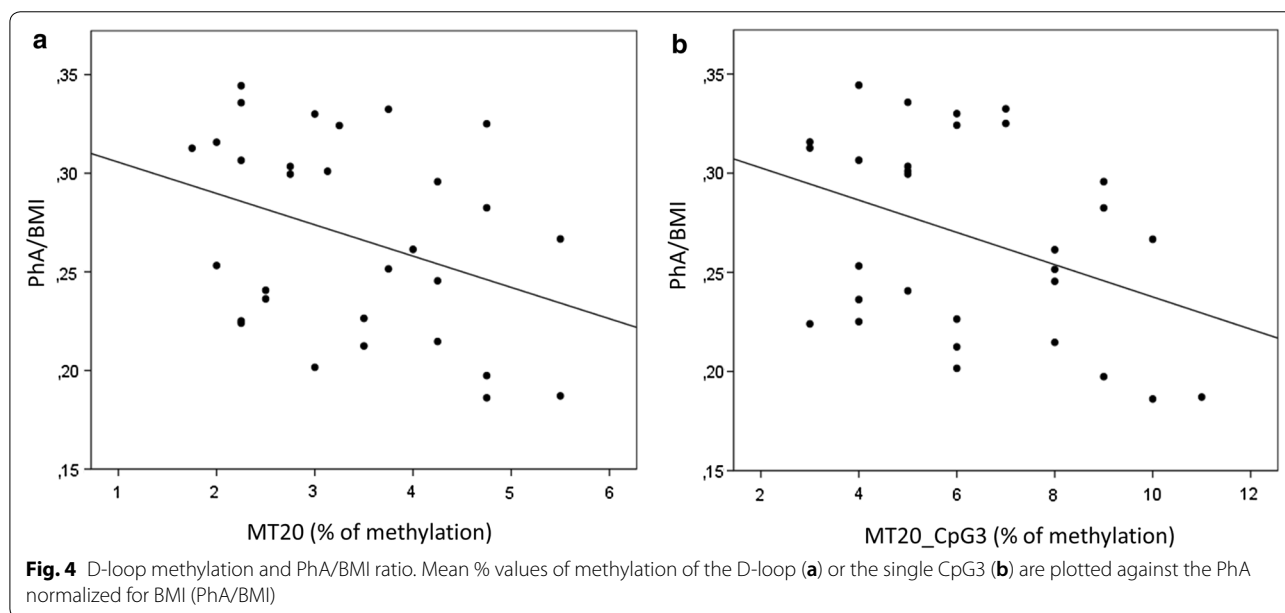 a
,35
,30
,25
,20
,15
PhA/BMI
1 2 3 4 5 6
MT20 (% of methylation)
b
,35
,30
,25
,20
,15
PhA/BMI
2 4 6 8 10 12
MT20_CpG3 (% of methylation)
Fig. 4 D-loop methylation and PhA/BMI ratio. Mean % values of methylation of the D-loop (a) or the single CpG3 (b) are plotted against the PhA
normalized for BMI (PhA/BMI)